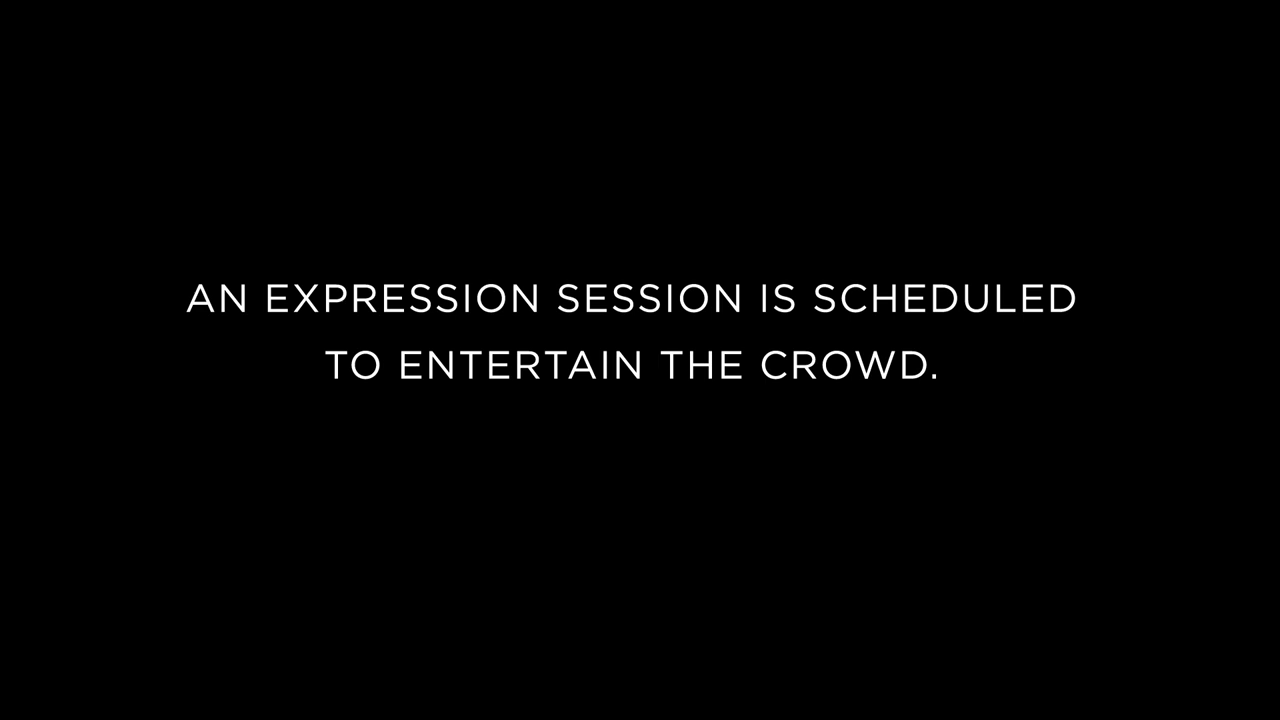 AN EXPRESSION SESSION IS SCHEDULED
TO ENTERTAIN THE CROWD.